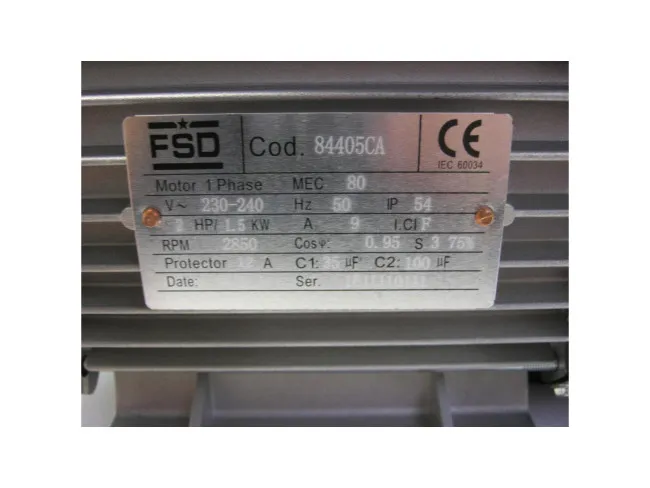 FSD Cod. 84405CA CE
IEC 60034
Motor 1 Phase MEC 80
V~ 230-240 Hz 50 IP 54
2 HP/ 1.5 KW A 9 I.Cl F
RPM 2850 Cosφ: 0.95 S 3 75%
Protector 12 A C1: 35 µF C2: 100 µF
Date: Ser.